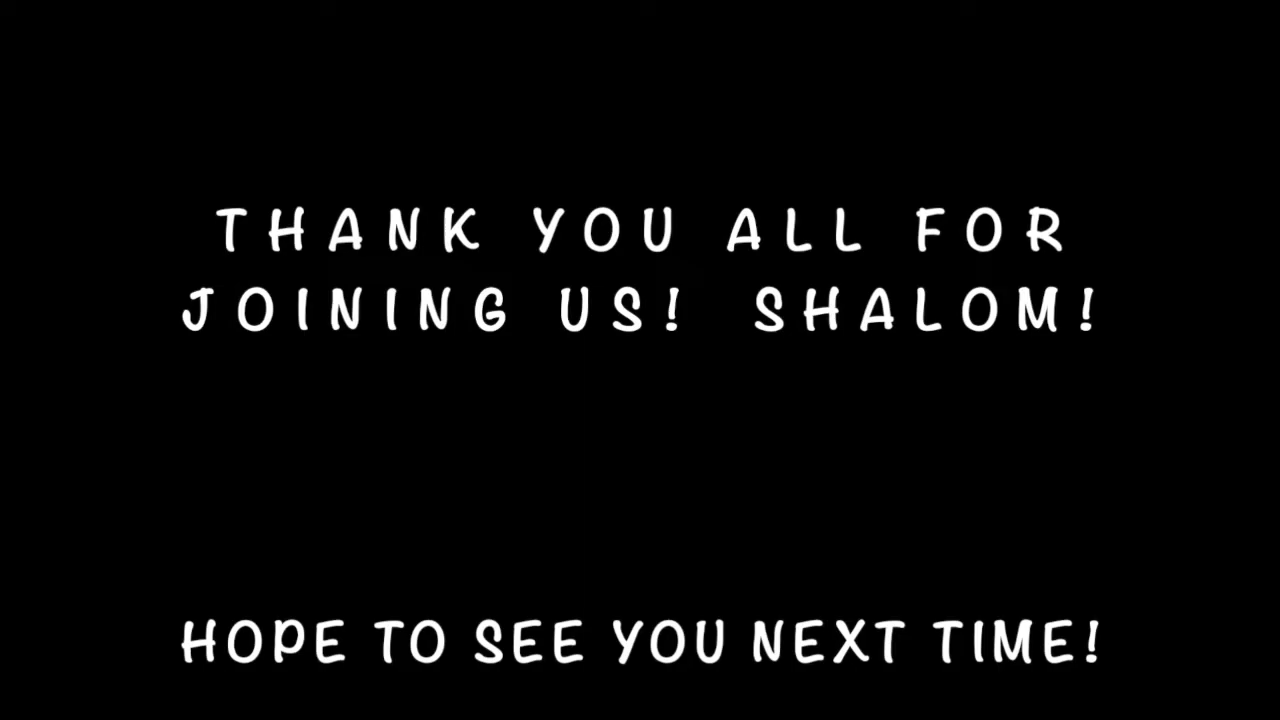 THANK YOU ALL FOR
JOINING US! SHALOM!
HOPE TO SEE YOU NEXT TIME!